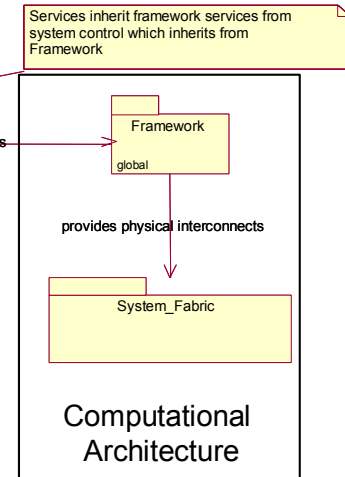 Services inherit framework services from
system control which inherits from
Framework
Framework
global
s
provides physical interconnects
System_Fabric
Computational
Architecture